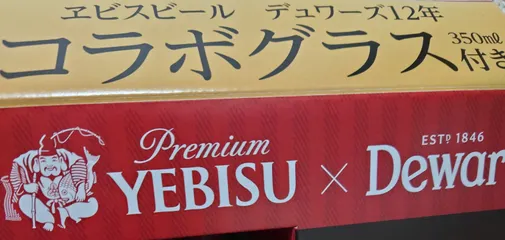 ヱビスビール デュワーズ12年
コラボグラス 350ml 付き
Premium
YEBISU × Dewar
ESTD 1846